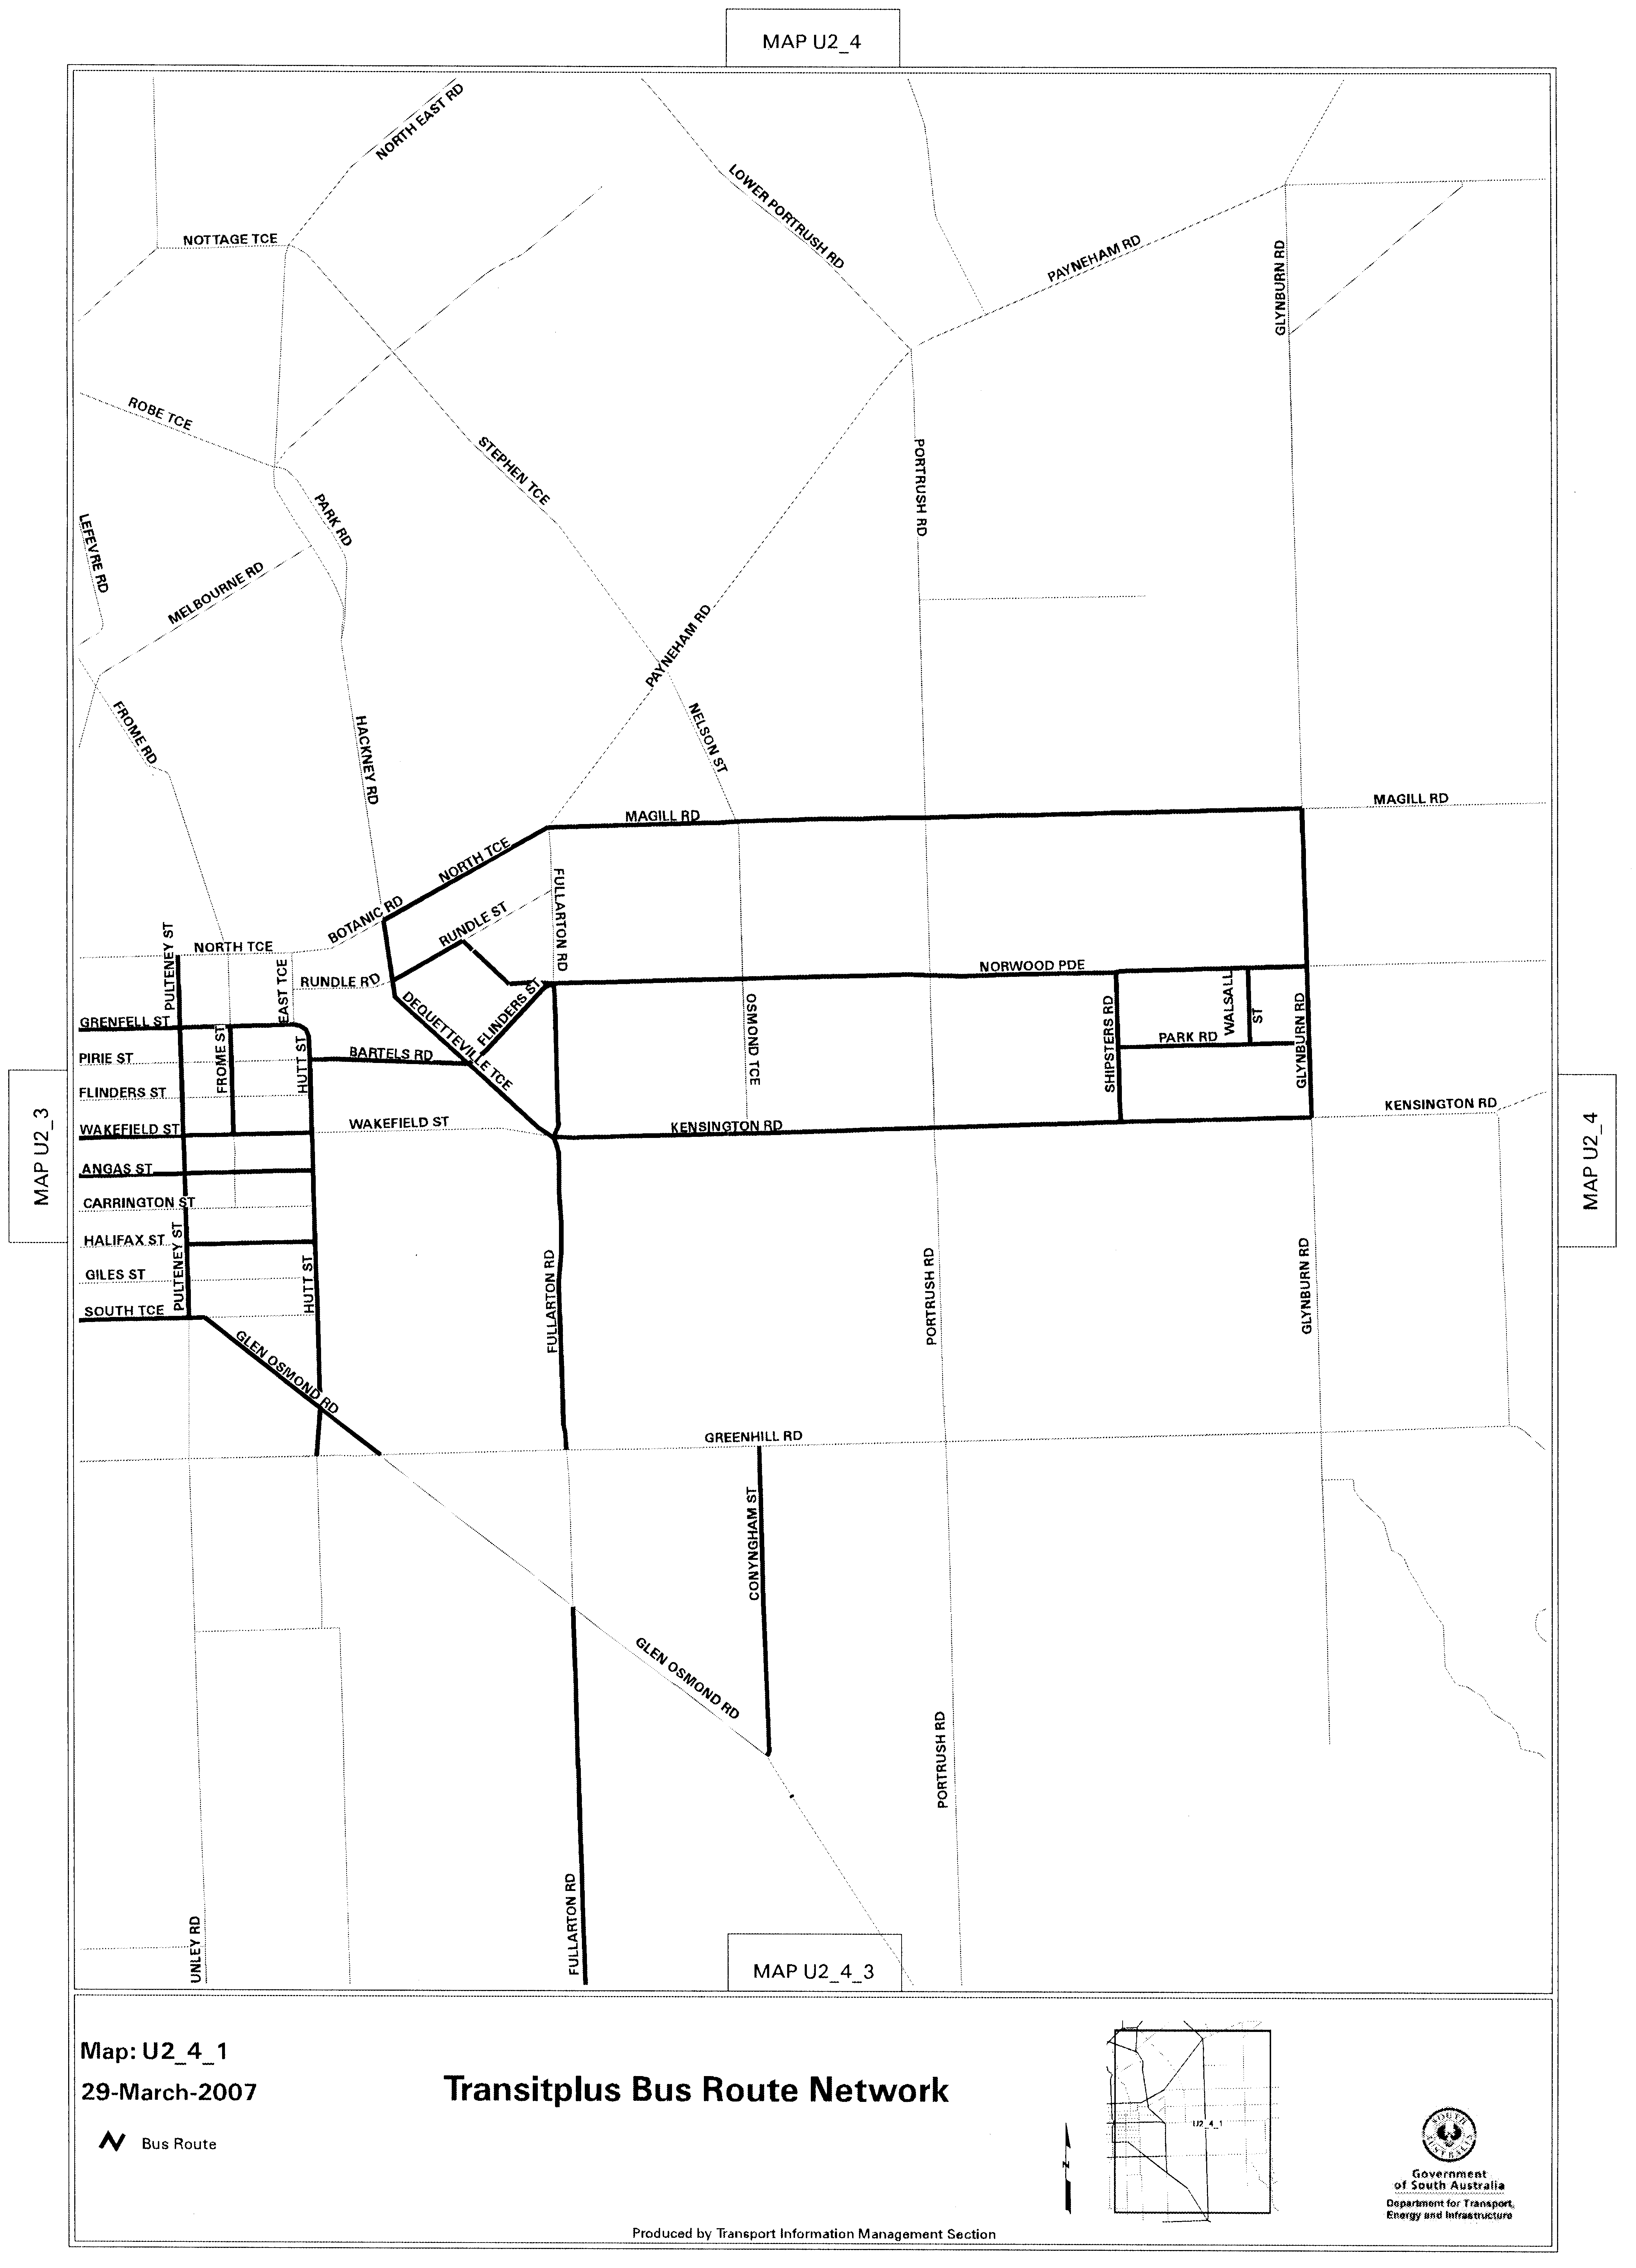 MAP U2_4
NORTH EAST RD
LOWER PORTRUSH RD
NOTTAGE TCE
PAYNEHAM RD
GLYNBURN RD
ROBE TCE
STEPHEN TCE
PORTRUSH RD
PARK RD
LEFEVRE RD
MELBOURNE RD
PAYNEHAM RD
FROME RD
HACKNEY RD
NELSON ST
MAGILL RD
MAGILL RD
NORTH TCE
FULLARTON RD
BOTANIC RD
RUNDLE ST
PULTENEY ST
NORTH TCE
EAST TCE
RUNDLE RD
NORWOOD PDE
DEQUETTEVILLE TCE
FLINDERS ST
OSMOND TCE
SHIPSTERS RD
WALSALL
ST
GLYNBURN RD
GRENFELL ST
FROME ST
HUTT ST
BARTELS RD
PARK RD
PIRIE ST
FLINDERS ST
WAKEFIELD ST
WAKEFIELD ST
KENSINGTON RD
KENSINGTON RD
MAP U2_3
MAP U2_4
ANGAS ST
CARRINGTON ST
HALIFAX ST
PULTENEY ST
GILES ST
HUTT ST
SOUTH TCE
FULLARTON RD
PORTRUSH RD
GLYNBURN RD
GLEN OSMOND RD
GREENHILL RD
CONYNGHAM ST
GLEN OSMOND RD
PORTRUSH RD
UNLEY RD
FULLARTON RD
MAP U2_4_3
Map: U2_4_1
29-March-2007
Transitplus Bus Route Network
Bus Route
N
U2_4_1
SOUTH
AUSTRALIA
Government
of South Australia
Department for Transport,
Energy and Infrastructure
Produced by Transport Information Management Section